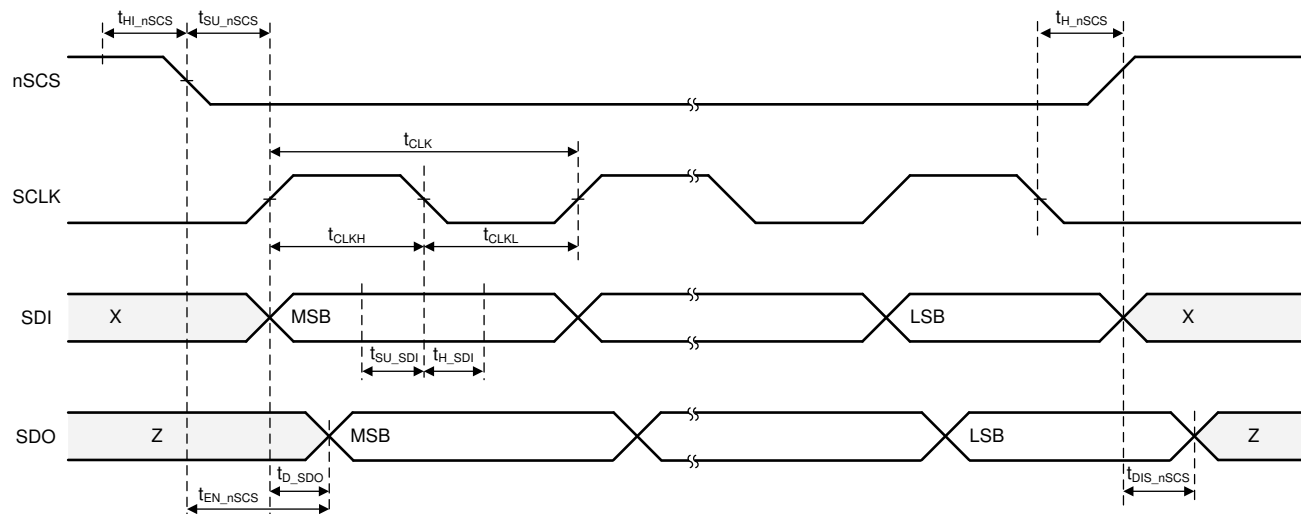 tHI_nSCS tSU_nSCS tH_nSCS
nSCS
tCLK
SCLK
tCLKH tCLKL
SDI X MSB LSB X
tSU_SDI tH_SDI
SDO Z MSB LSB Z
tD_SDO tDIS_nSCS
tEN_nSCS